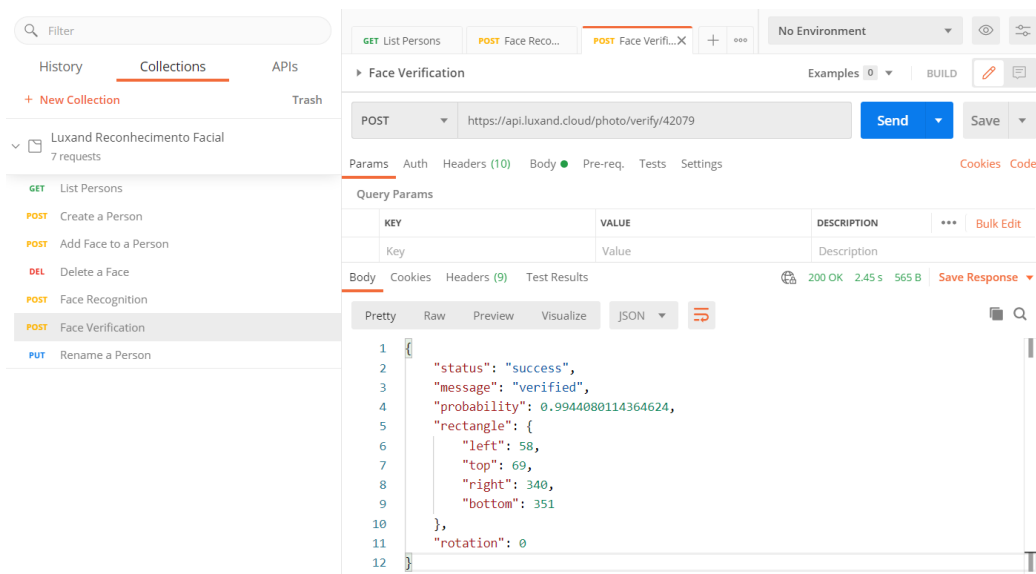 Filter
History Collections APIs
+ New Collection Trash
Luxand Reconhecimento Facial
7 requests
GET List Persons
POST Create a Person
POST Add Face to a Person
DEL Delete a Face
POST Face Recognition
POST Face Verification
PUT Rename a Person
GET List Persons POST Face Reco... POST Face Verifi... No Environment
Face Verification Examples 0 BUILD
POST https://api.luxand.cloud/photo/verify/42079 Send Save
Params Auth Headers (10) Body Pre-req. Tests Settings Cookies Code
Query Params
KEY VALUE DESCRIPTION Bulk Edit
Key Value Description
Body Cookies Headers (9) Test Results 200 OK 2.45 s 565 B Save Response
Pretty Raw Preview Visualize JSON
1 {
2 "status": "success",
3 "message": "verified",
4 "probability": 0.9944080114364624,
5 "rectangle": {
6 "left": 58,
7 "top": 69,
8 "right": 340,
9 "bottom": 351
10 },
11 "rotation": 0
12 }